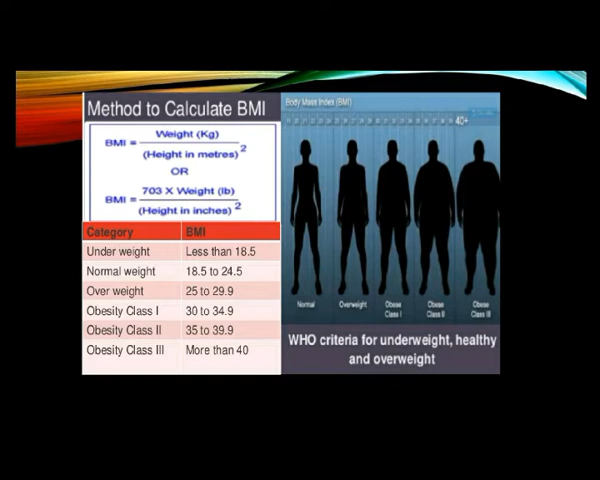 Method to Calculate BMI
BMI = Weight (Kg) / (Height in metres)²
OR
BMI = 703 X Weight (lb) / (Height in inches)²
Category BMI
Under weight Less than 18.5
Normal weight 18.5 to 24.5
Over weight 25 to 29.9
Obesity Class I 30 to 34.9
Obesity Class II 35 to 39.9
Obesity Class III More than 40
Body Mass Index (BMI)
40+
Normal Overweight Obese Obese Obese
Class I Class II Class III
WHO criteria for underweight, healthy
and overweight